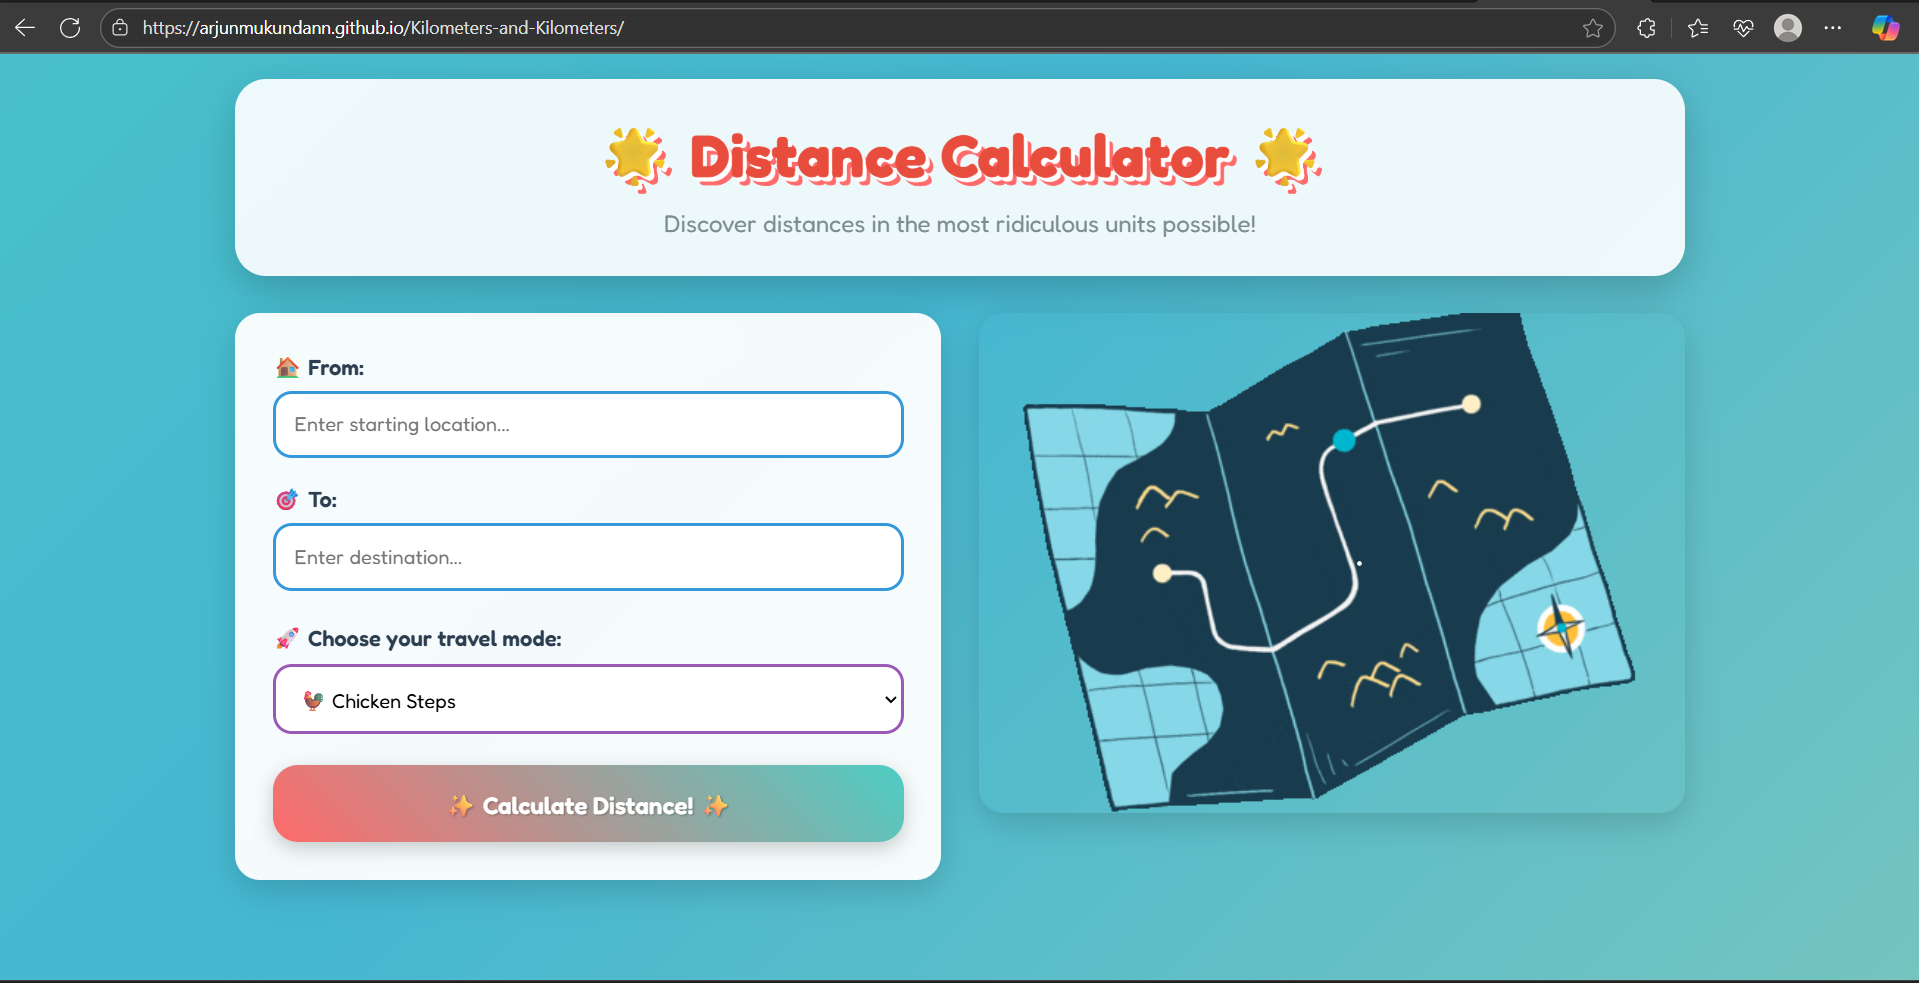 https://arjunmukundann.github.io/Kilometers-and-Kilometers/
🌟 Distance Calculator 🌟
Discover distances in the most ridiculous units possible!
🏠 From:
Enter starting location...
🎯 To:
Enter destination...
🚀 Choose your travel mode:
🐓 Chicken Steps
✨ Calculate Distance! ✨